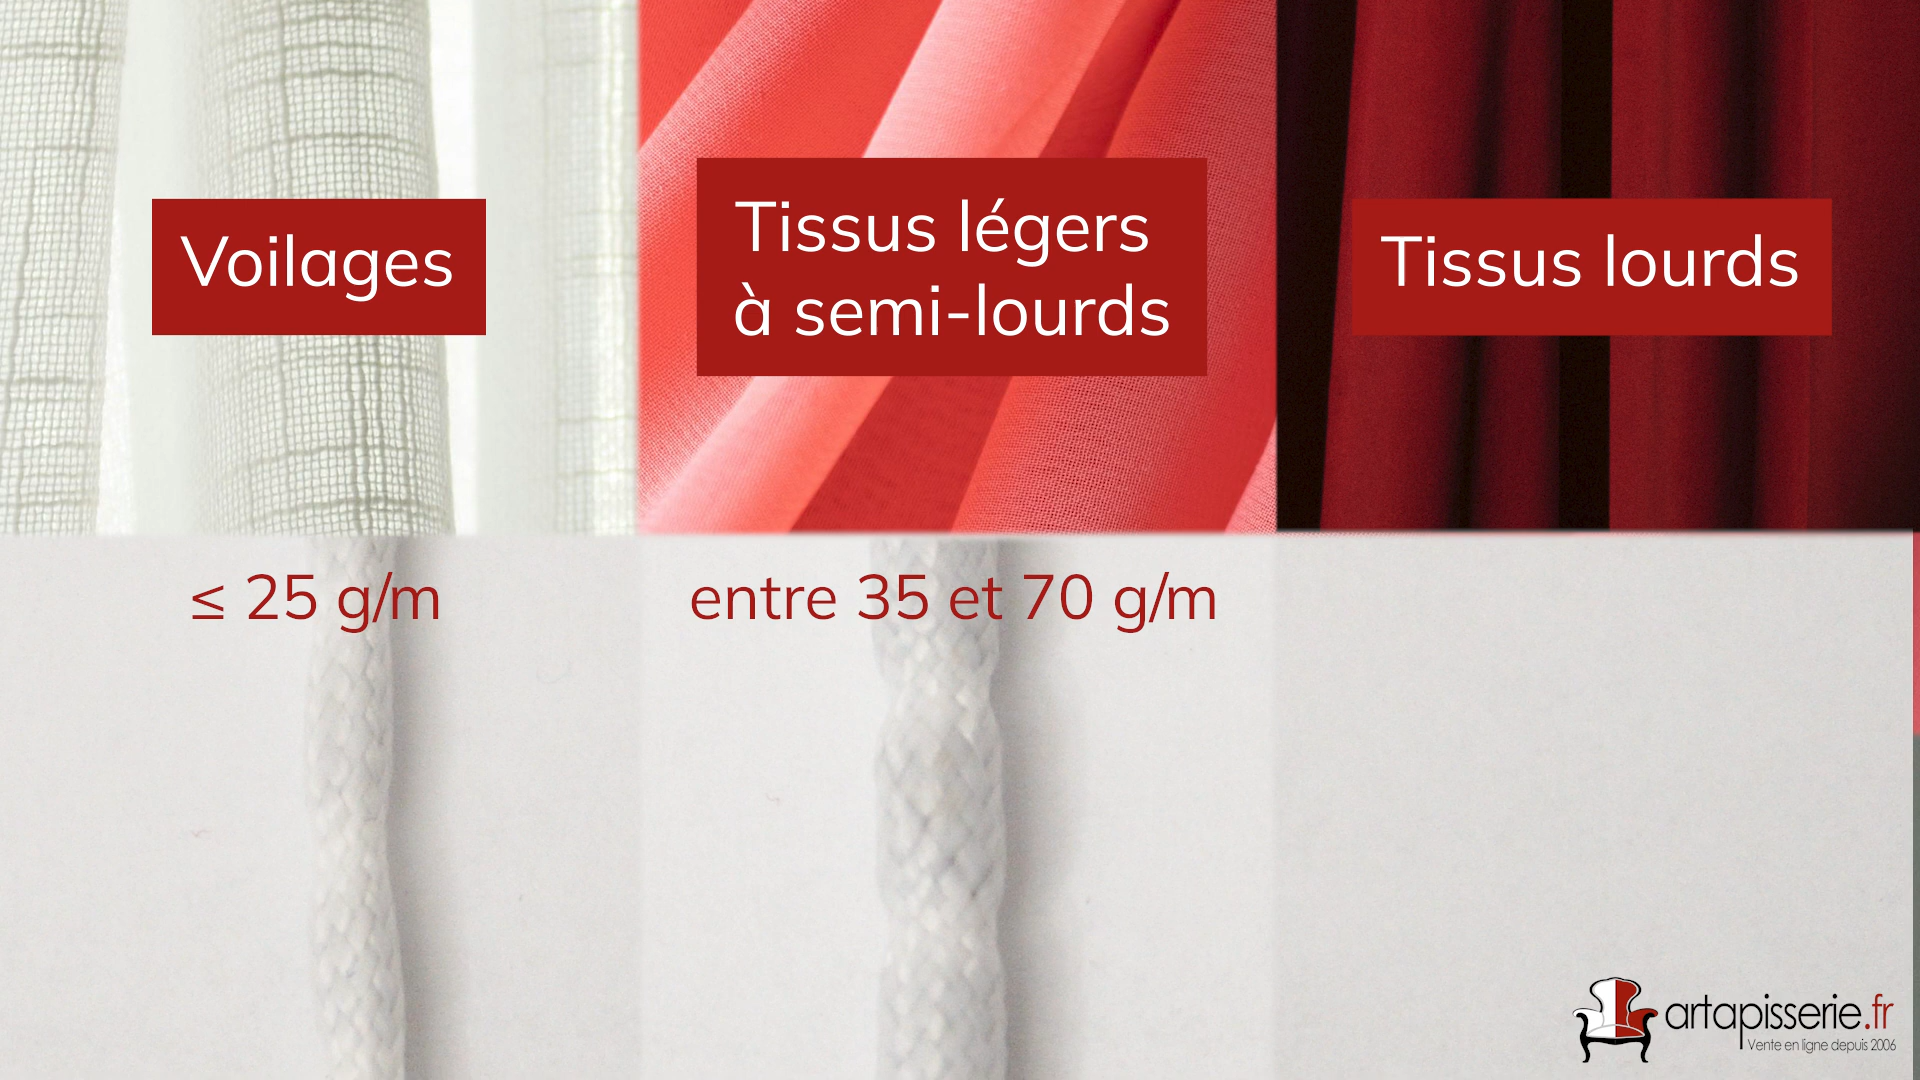 Voilages
Tissus légers
à semi-lourds
Tissus lourds
≤ 25 g/m
entre 35 et 70 g/m
artapisserie.fr
Vente en ligne depuis 2006